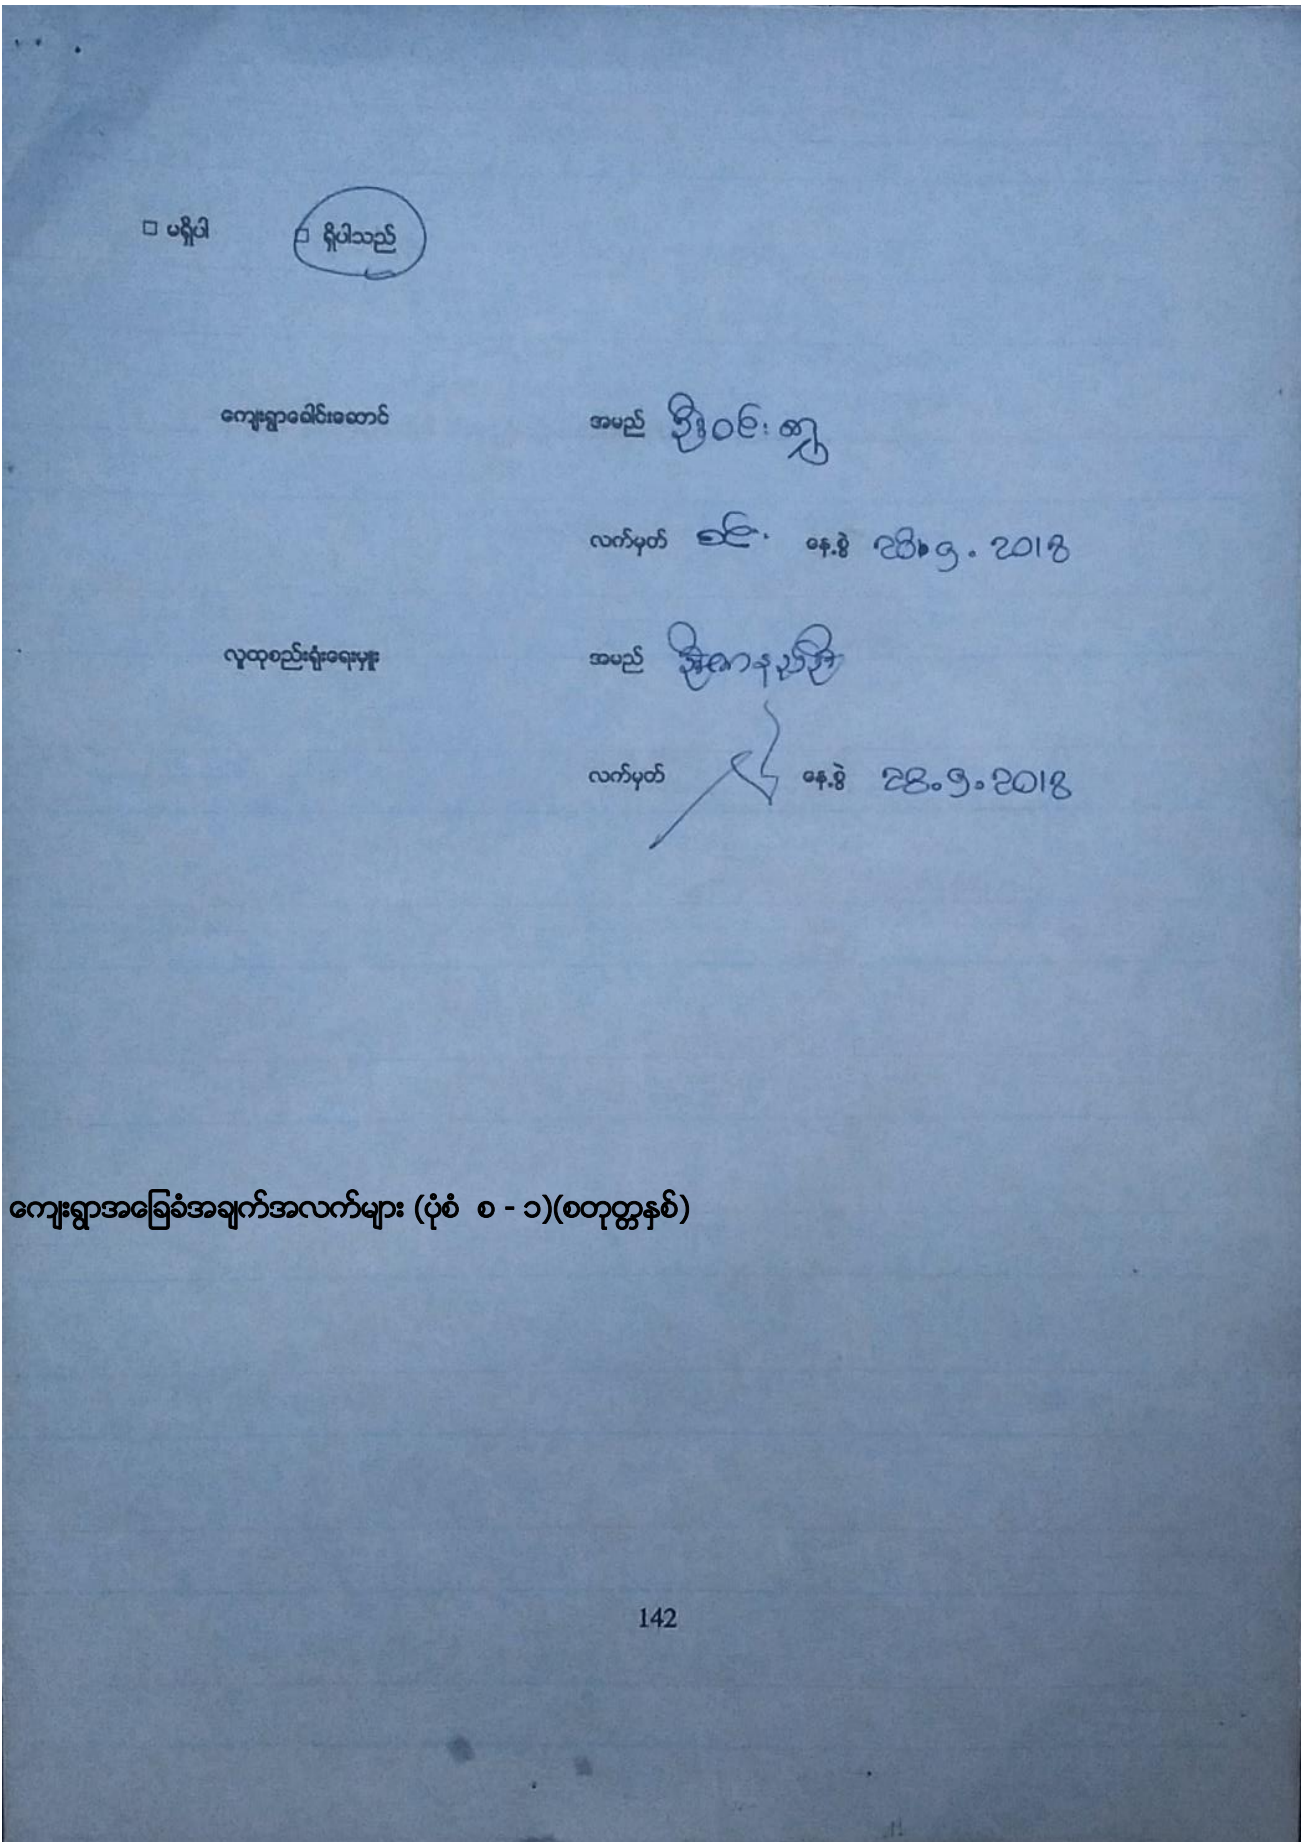 □ မရှိပါ □ ရှိပါသည်
ကျေးရွာခေါင်းဆောင် အမည် ဦးဝင်း
လက်မှတ် နေ့စွဲ 28.9.2018
လူထုစည်းရုံးရေးမှူး အမည်
လက်မှတ် နေ့စွဲ 28.9.2018
ကျေးရွာအခြေခံအချက်အလက်များ (ပုံစံ စ - ၁)(စတုတ္ထနှစ်)
142